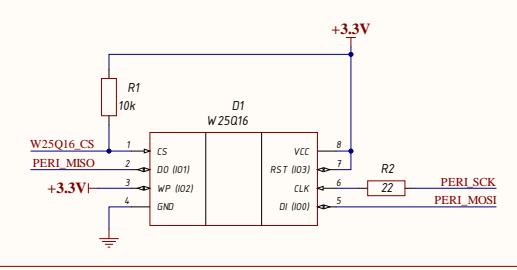 +3.3V
R1
10k
D1
W25Q16
W25Q16_CS
1
CS
VCC
8
PERI_MISO
2
DO (IO1)
RST (IO3)
7
R2
+3.3V
3
WP (IO2)
CLK
6
22
PERI_SCK
4
GND
DI (IO0)
5
PERI_MOSI